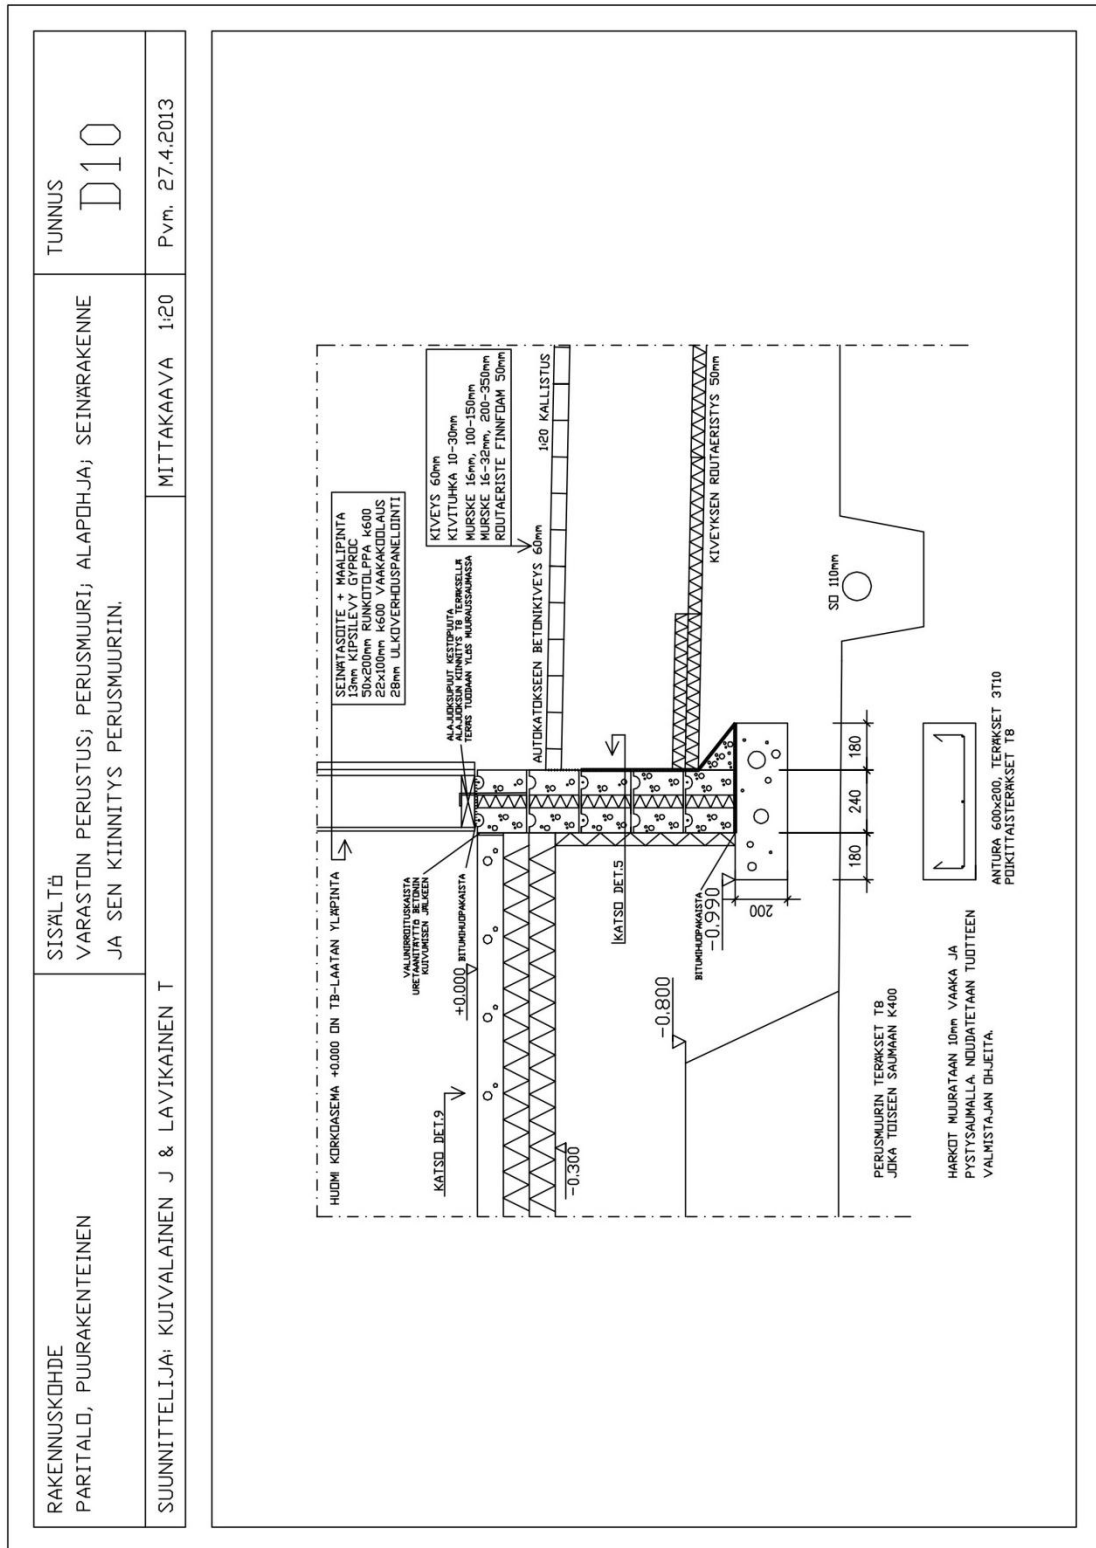 RAKENNUSKOHDE
PARITALO, PUURAKENTEINEN
SISÄLTÖ
VARASTON PERUSTUS; PERUSMUURI; ALAPOHJA; SEINÄRAKENNE
JA SEN KIINNITYS PERUSMUURIIN.
TUNNUS
D10
SUUNNITTELIJA: KUIVALAINEN J & LAVIKAINEN T
MITTAKAAVA 1:20
Pvm. 27.4.2013
HUOMI KORKOASEMA +0.000 ON TB-LAATAN YLÄPINTA
SEINÄTASOITE + MAALIPINTA
13mm KIPSILEVY GYPROC
50x200mm RUNKOTOLPPA k600
22x100mm k600 VAAKAKOOLAUS
28mm ULKOVERHOUSPANELOINTI
KIVEYS 60mm
KIVITUHKA 10-30mm
MURSKE 16mm, 100-150mm
MURSKE 16-32mm, 200-350mm
ROUTAERISTE FINNFOAM 50mm
VALUNIRROITUSKAISTA
URETAANITÄYTTÖ BETONIN
KUIVUMISEN JÄLKEEN
ALAJUOKSUPUUT KESTOPUUTA
ALAJUOKSUN KIINNITYS T8 TERÄKSELLÄ
TERÄS TUODAAN YLÖS MUURAUSSAUMASSA
KATSO DET.9
+0.000
BITUMIHUOPAKAISTA
AUTOKATOKSEEN BETONIKIVEYS 60mm
1:20 KALLISTUS
-0.300
KATSO DET.5
-0.800
BITUMIHUOPAKAISTA
-0.990
KIVEYKSEN ROUTAERISTYS 50mm
200
SO 110mm
180
240
180
PERUSMUURIN TERÄKSET T8
JOKA TOISEEN SAUMAAN K400
HARKOT MUURATAAN 10mm VAAKA JA
PYSTYSAUMALLA. NOUDATETAAN TUOTTEEN
VALMISTAJAN OHJEITA.
ANTURA 600x200, TERÄKSET 3T10
POIKITTAISTERÄKSET T8